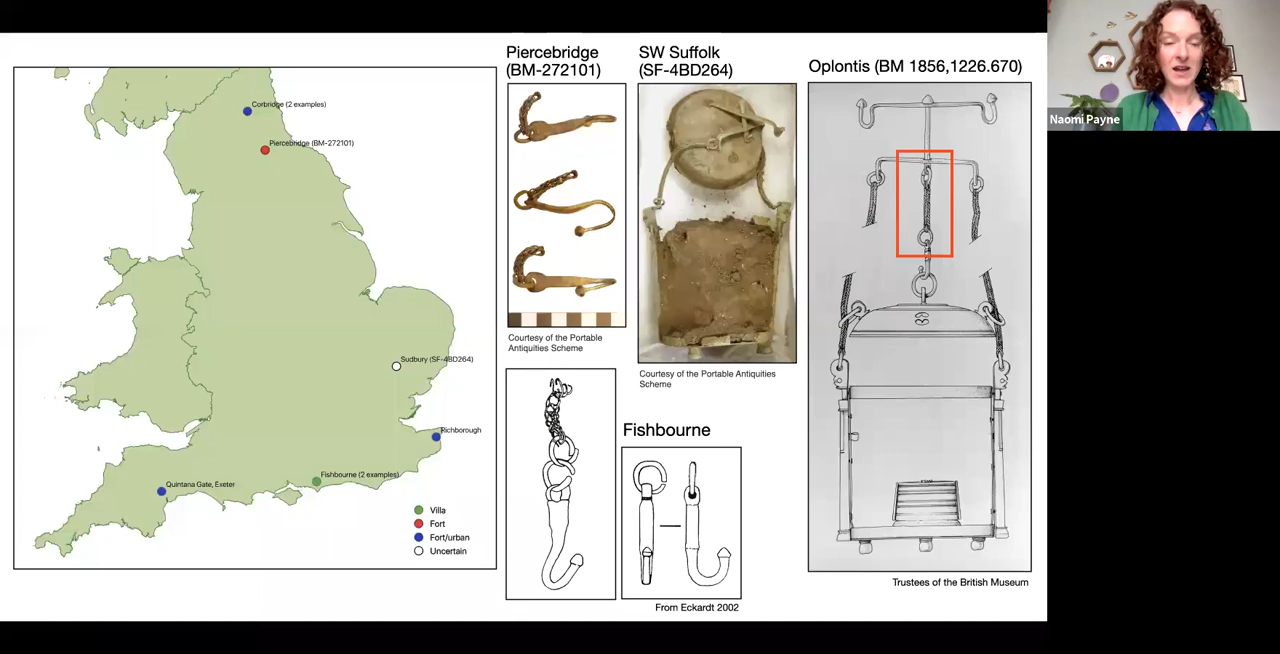 Piercebridge
(BM-272101)
SW Suffolk
(SF-4BD264)
Oplontis (BM 1856,1226.670)
Naomi Payne
Corbridge (2 examples)
Piercebridge (BM-272101)
Sudbury (SF-4BD264)
Richborough
Fishbourne (2 examples)
Quintana Gate, Exeter
Villa
Fort
Fort/urban
Uncertain
Courtesy of the Portable
Antiquities Scheme
Courtesy of the Portable Antiquities
Scheme
Fishbourne
From Eckardt 2002
Trustees of the British Museum